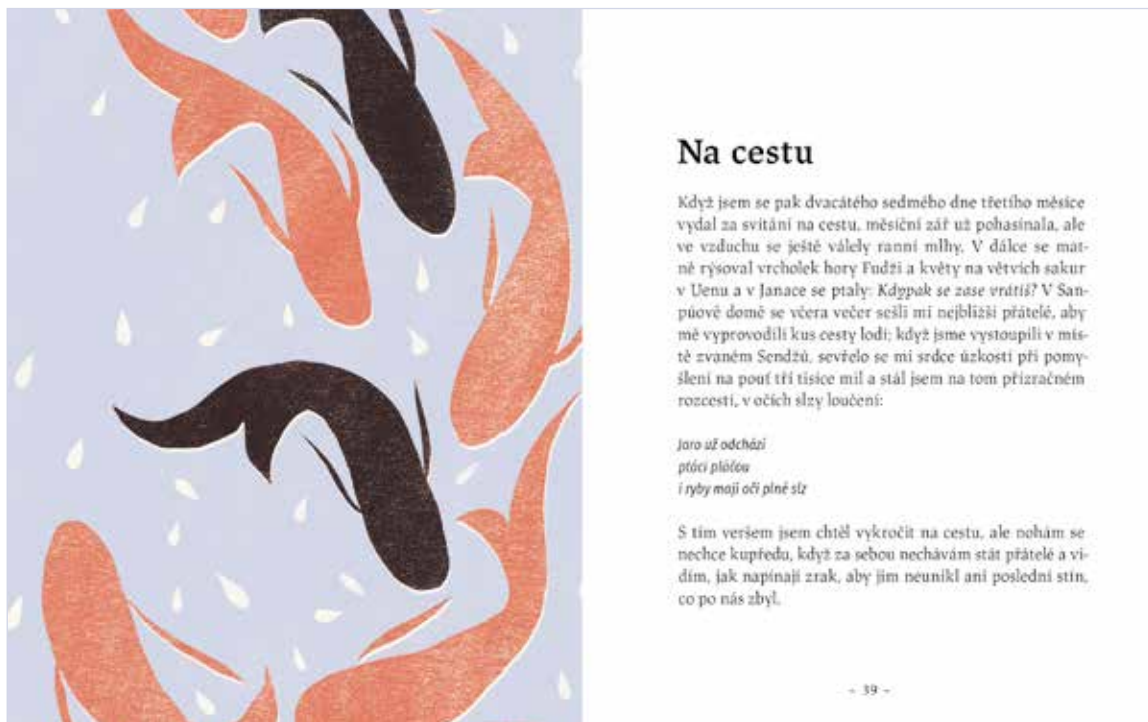 Na cestu
Když jsem se pak dvacátého sedmého dne třetího měsíce
vydal za svítání na cestu, měsíční zář už pohasínala, ale
ve vzduchu se ještě válely ranní mlhy. V dálce se mat-
ně rýsoval vrcholek hory Fudži a květy na větvích sakur
v Uenu a v Janace se ptaly: Kdypak se zase vrátíš? V San-
púově domě se včera večer sešli mí nejbližší přátelé, aby
mě vyprovodili kus cesty lodí; když jsme vystoupili v mís-
tě zvaném Sendžú, sevřelo se mi srdce úzkostí při pomy-
šlení na pouť tří tisíce mil a stál jsem na tom přízračném
rozcestí, v očích slzy loučení:
Jaro už odchází
ptáci pláčou
i ryby mají oči plné slz
S tím veršem jsem chtěl vykročit na cestu, ale nohám se
nechce kupředu, když za sebou nechávám stát přátelé a vi-
dím, jak napínají zrak, aby jim neunikl ani poslední stín,
co po nás zbyl.
– 39 –